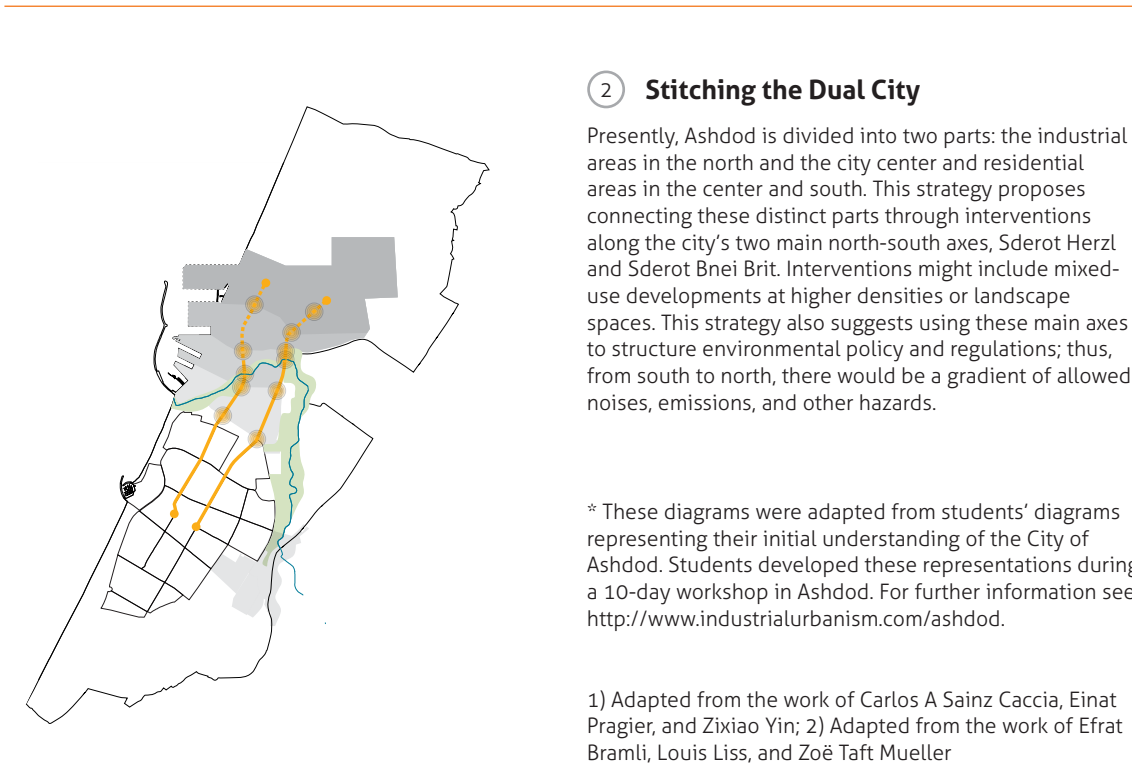 2 Stitching the Dual City
Presently, Ashdod is divided into two parts: the industrial
areas in the north and the city center and residential
areas in the center and south. This strategy proposes
connecting these distinct parts through interventions
along the city's two main north-south axes, Sderot Herzl
and Sderot Bnei Brit. Interventions might include mixed-
use developments at higher densities or landscape
spaces. This strategy also suggests using these main axes
to structure environmental policy and regulations; thus,
from south to north, there would be a gradient of allowed
noises, emissions, and other hazards.
* These diagrams were adapted from students' diagrams
representing their initial understanding of the City of
Ashdod. Students developed these representations during
a 10-day workshop in Ashdod. For further information see
http://www.industrialurbanism.com/ashdod.
1) Adapted from the work of Carlos A Sainz Caccia, Einat
Pragier, and Zixiao Yin; 2) Adapted from the work of Efrat
Bramli, Louis Liss, and Zoë Taft Mueller